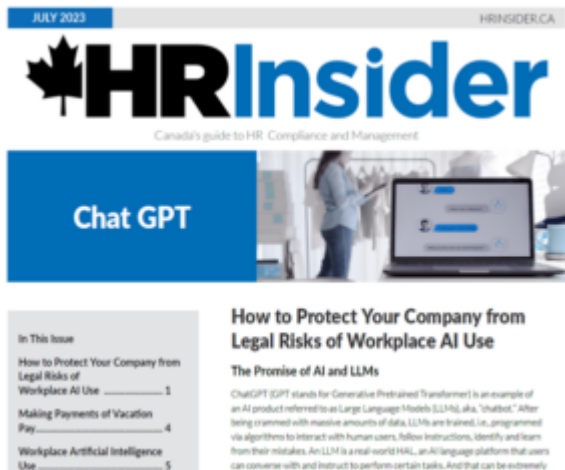 JULY 2023
HRINSIDER.CA
HRInsider
Canada's guide to HR Compliance and Management
Chat GPT
In This Issue
How to Protect Your Company from
Legal Risks of
Workplace AI Use 1
Making Payments of Vacation
Pay 4
Workplace Artificial Intelligence
Use 5
How to Protect Your Company from
Legal Risks of Workplace AI Use
The Promise of AI and LLMs
ChatGPT (GPT stands for Generative Pretrained Transformer) is an example of
an AI product referred to as Large Language Models (LLMs), aka, "chatbot." After
being crammed with massive amounts of data, LLMs are trained, i.e., programmed
via algorithms to interact with human users, follow instructions, identify and learn
from their mistakes. An LLM is a real-world HAL, an AI language platform that users
can converse with and instruct to perform certain tasks. And that can be extremely